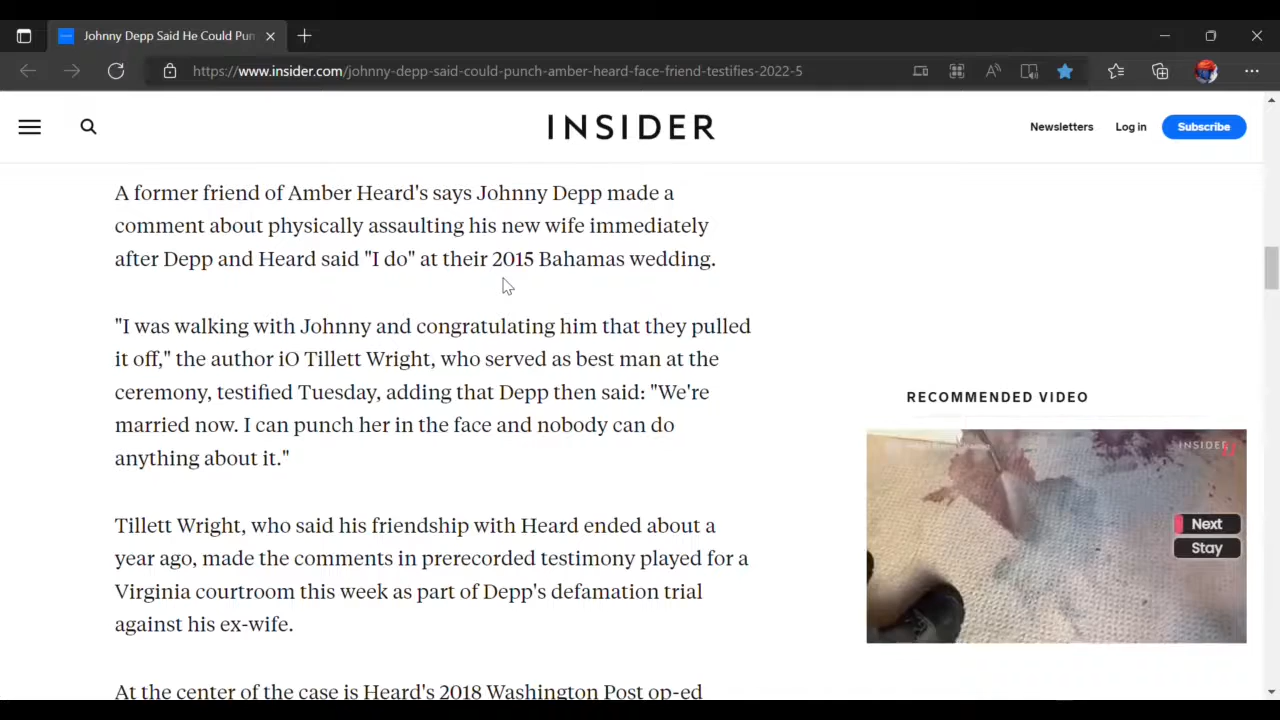 Johnny Depp Said He Could Pun
https://www.insider.com/johnny-depp-said-could-punch-amber-heard-face-friend-testifies-2022-5
INSIDER
Newsletters
Log in
Subscribe
A former friend of Amber Heard's says Johnny Depp made a
comment about physically assaulting his new wife immediately
after Depp and Heard said "I do" at their 2015 Bahamas wedding.
"I was walking with Johnny and congratulating him that they pulled
it off," the author iO Tillett Wright, who served as best man at the
ceremony, testified Tuesday, adding that Depp then said: "We're
married now. I can punch her in the face and nobody can do
anything about it."
Tillett Wright, who said his friendship with Heard ended about a
year ago, made the comments in prerecorded testimony played for a
Virginia courtroom this week as part of Depp's defamation trial
against his ex-wife.
At the center of the case is Heard's 2018 Washington Post op-ed
RECOMMENDED VIDEO
INSIDER
Next
Stay